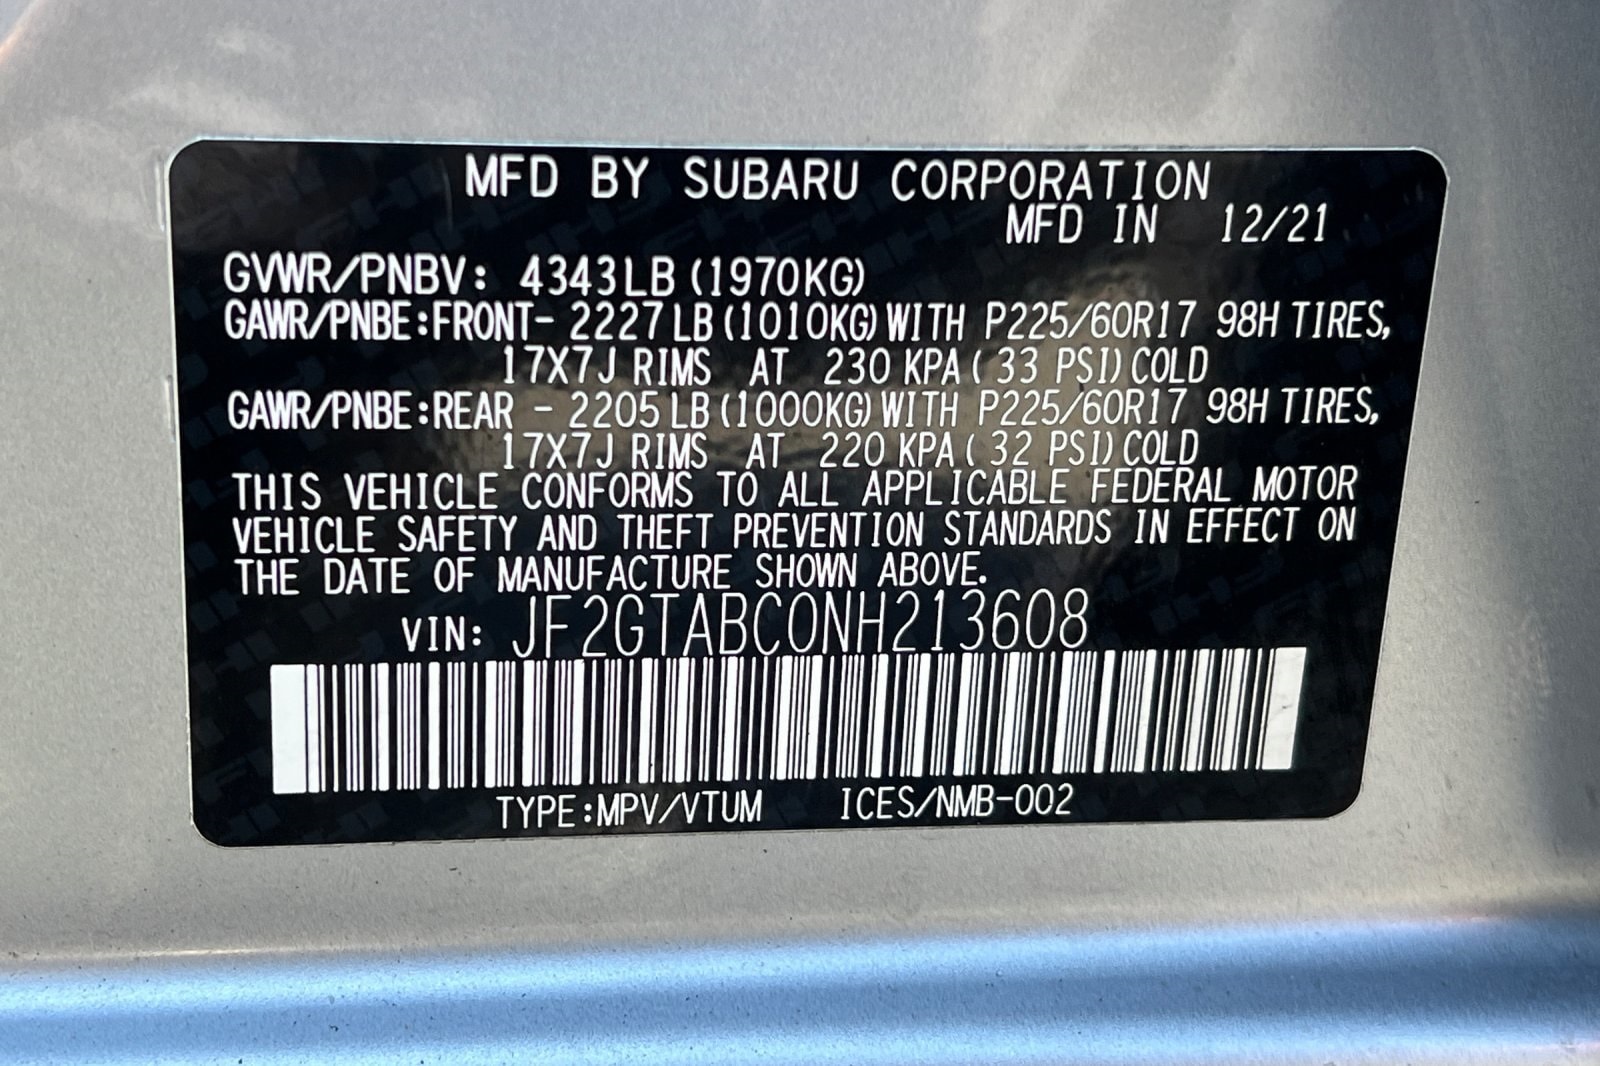 MFD BY SUBARU CORPORATION
MFD IN 12/21
GVWR/PNBV: 4343LB (1970KG)
GAWR/PNBE:FRONT- 2227LB(1010KG)WITH P225/60R17 98H TIRES,
17X7J RIMS AT 230 KPA( 33 PSI)COLD
GAWR/PNBE:REAR - 2205LB(1000KG)WITH P225/60R17 98H TIRES,
17X7J RIMS AT 220 KPA( 32 PSI)COLD
THIS VEHICLE CONFORMS TO ALL APPLICABLE FEDERAL MOTOR
VEHICLE SAFETY AND THEFT PREVENTION STANDARDS IN EFFECT ON
THE DATE OF MANUFACTURE SHOWN ABOVE.
VIN: JF2GTABC0NH213608
TYPE:MPV/VTUM ICES/NMB-002